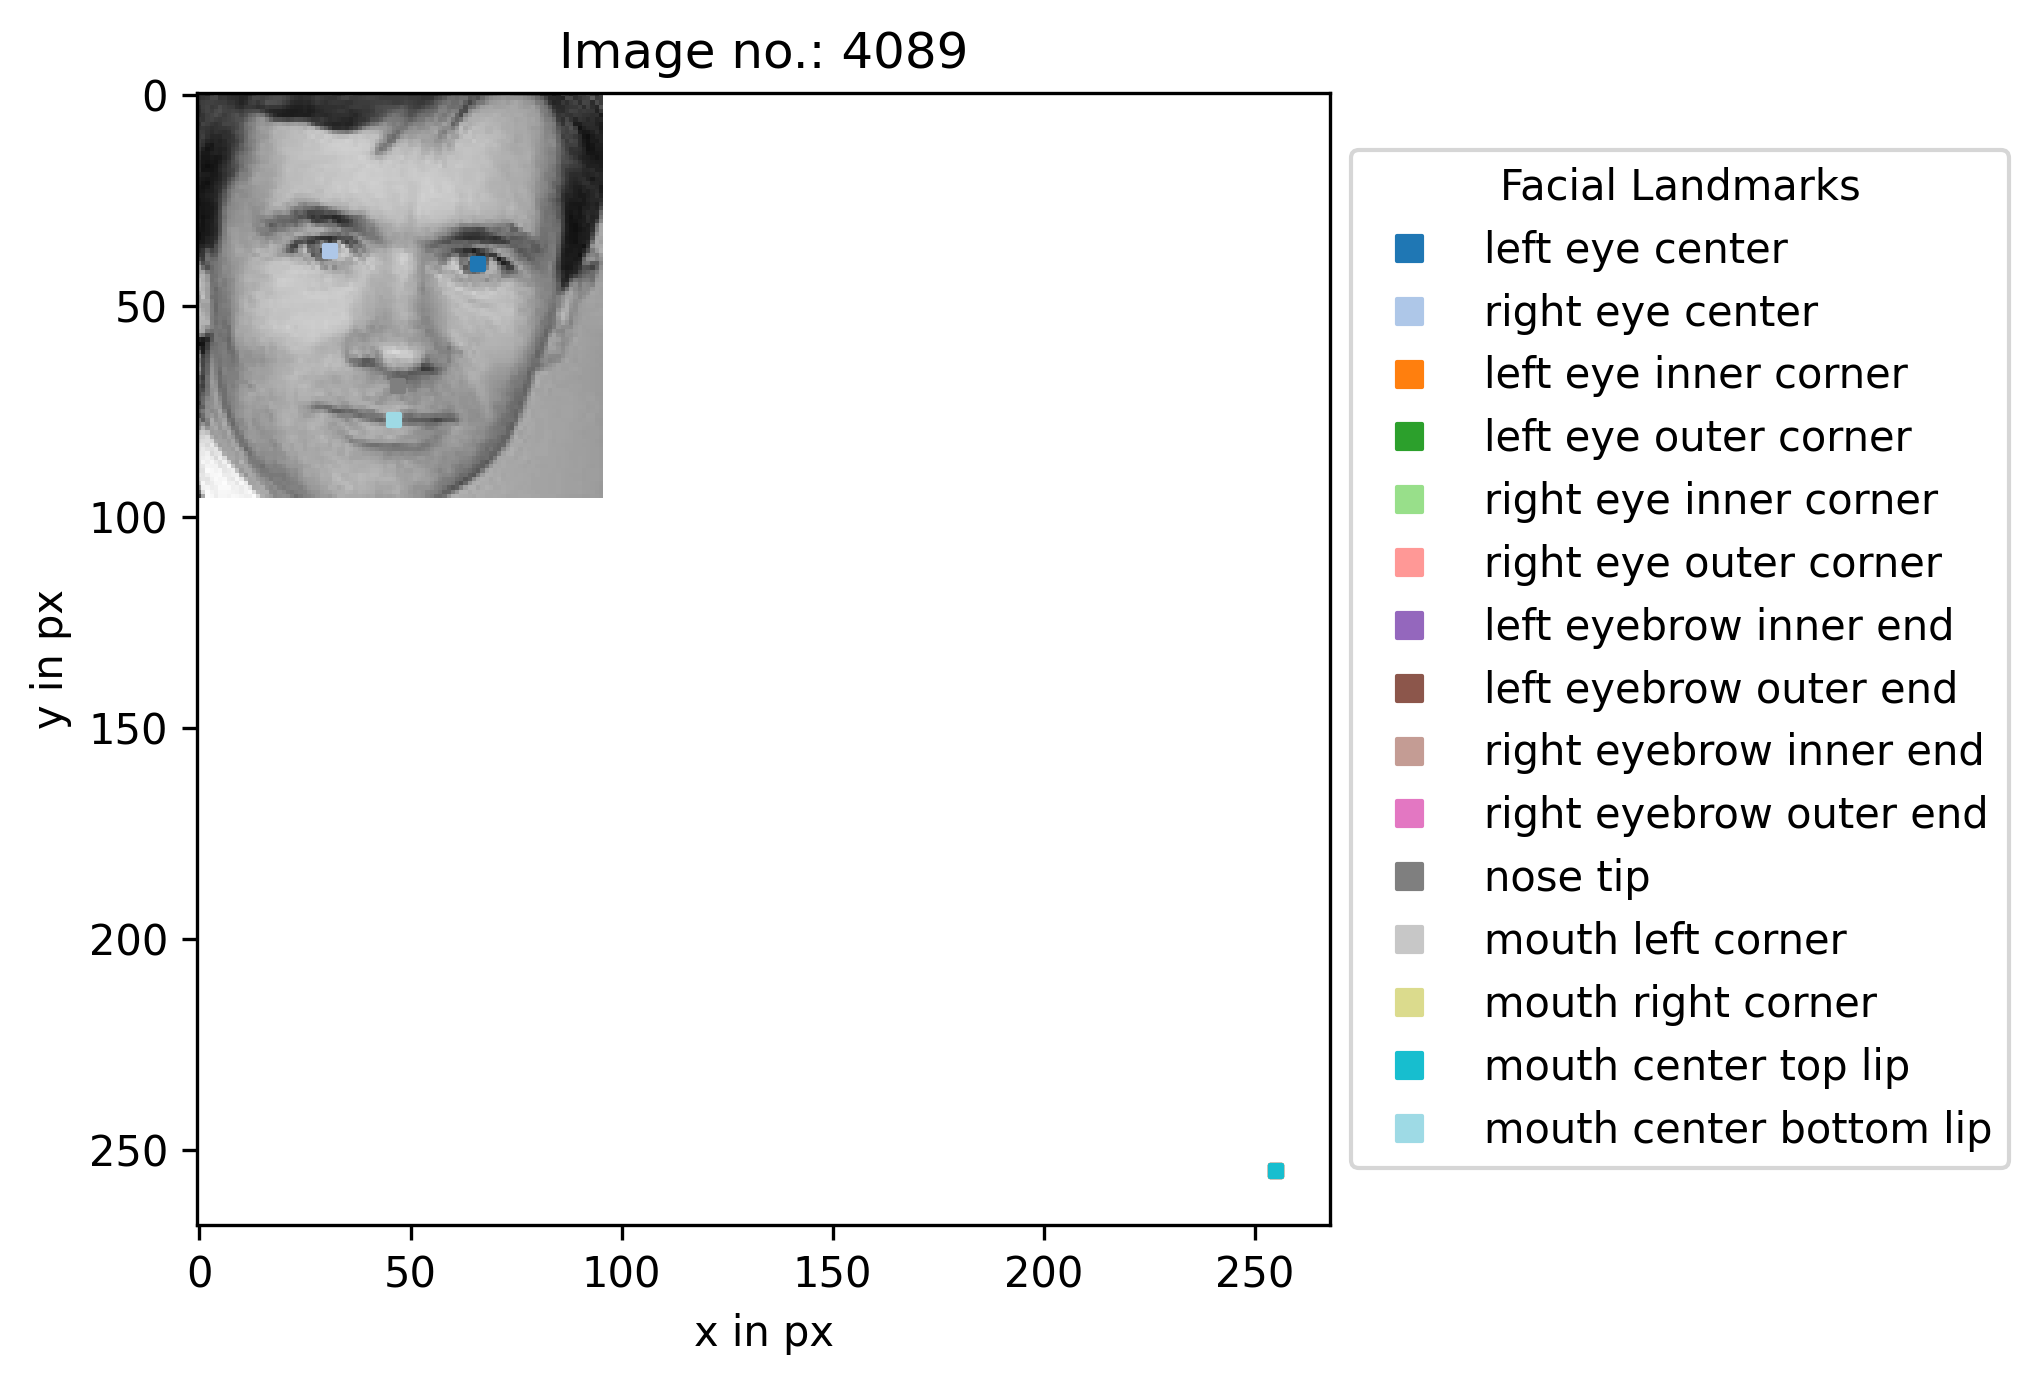 Image no.: 4089
0
50
100
150
200
250
y in px
0 50 100 150 200 250
x in px
Facial Landmarks
left eye center
right eye center
left eye inner corner
left eye outer corner
right eye inner corner
right eye outer corner
left eyebrow inner end
left eyebrow outer end
right eyebrow inner end
right eyebrow outer end
nose tip
mouth left corner
mouth right corner
mouth center top lip
mouth center bottom lip